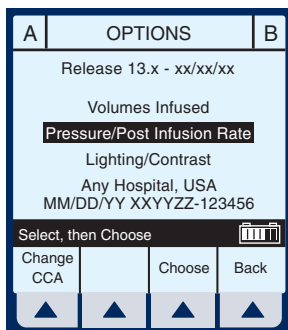 A OPTIONS B
Release 13.x - xx/xx/xx
Volumes Infused
Pressure/Post Infusion Rate
Lighting/Contrast
Any Hospital, USA
MM/DD/YY XXYYZZ-123456
Select, then Choose
Change CCA
Choose
Back